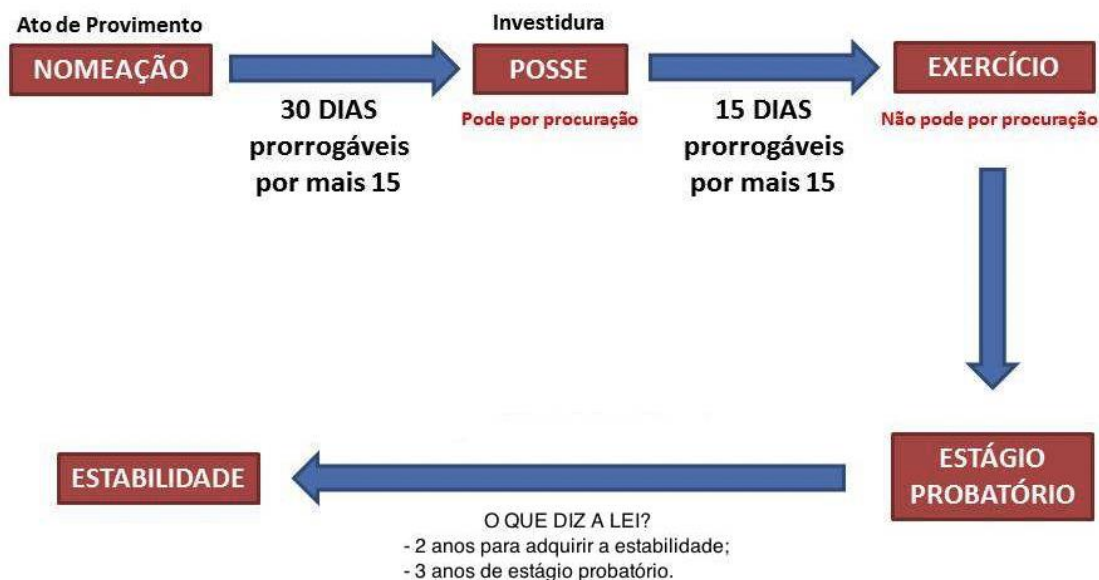 Ato de Provimento
NOMEAÇÃO
30 DIAS
prorrogáveis
por mais 15
Investidura
POSSE
Pode por procuração
15 DIAS
prorrogáveis
por mais 15
EXERCÍCIO
Não pode por procuração
ESTÁGIO
PROBATÓRIO
O QUE DIZ A LEI?
- 2 anos para adquirir a estabilidade;
- 3 anos de estágio probatório.
ESTABILIDADE